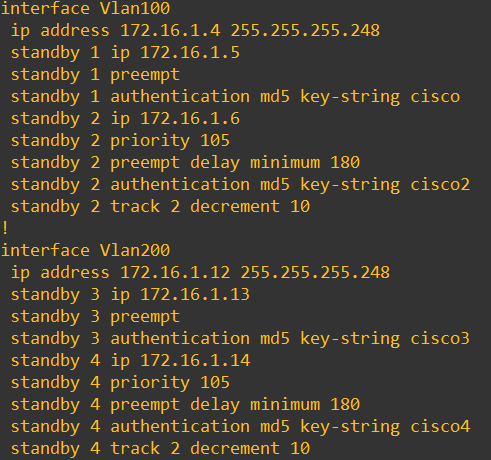 interface Vlan100
 ip address 172.16.1.4 255.255.255.248
 standby 1 ip 172.16.1.5
 standby 1 preempt
 standby 1 authentication md5 key-string cisco
 standby 2 ip 172.16.1.6
 standby 2 priority 105
 standby 2 preempt delay minimum 180
 standby 2 authentication md5 key-string cisco2
 standby 2 track 2 decrement 10
!
interface Vlan200
 ip address 172.16.1.12 255.255.255.248
 standby 3 ip 172.16.1.13
 standby 3 preempt
 standby 3 authentication md5 key-string cisco3
 standby 4 ip 172.16.1.14
 standby 4 priority 105
 standby 4 preempt delay minimum 180
 standby 4 authentication md5 key-string cisco4
 standby 4 track 2 decrement 10